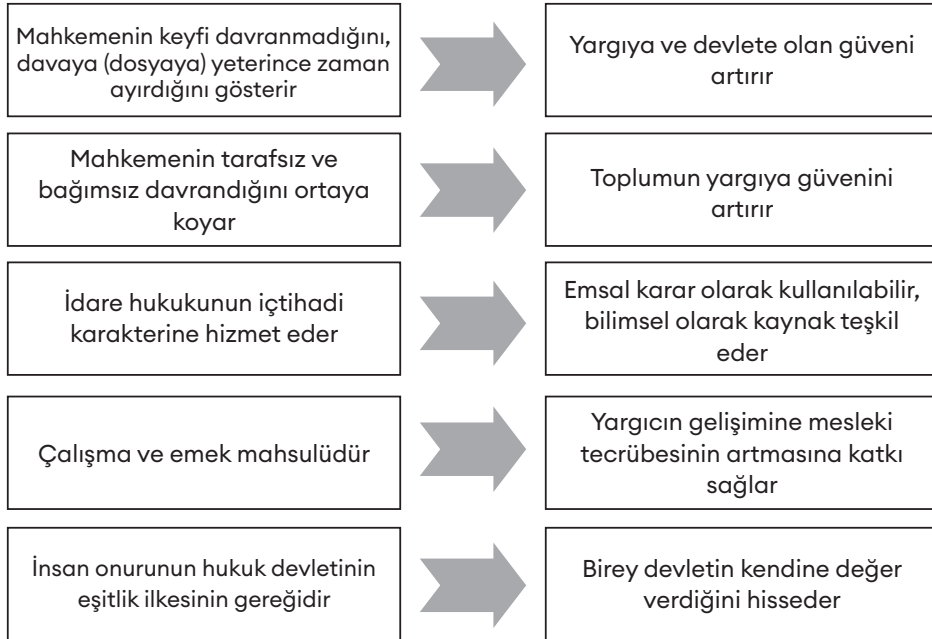 Mahkemenin keyfi davranmadığını,
davaya (dosyaya) yeterince zaman
ayırdığını gösterir
Yargıya ve devlete olan güveni
artırır
Mahkemenin tarafsız ve
bağımsız davrandığını ortaya
koyar
Toplumun yargıya güvenini
artırır
İdare hukukunun içtihadi
karakterine hizmet eder
Emsal karar olarak kullanılabilir,
bilimsel olarak kaynak teşkil
eder
Çalışma ve emek mahsulüdür
Yargıcın gelişimine mesleki
tecrübesinin artmasına katkı
sağlar
İnsan onurunun hukuk devletinin
eşitlik ilkesinin gereğidir
Birey devletin kendine değer
verdiğini hisseder